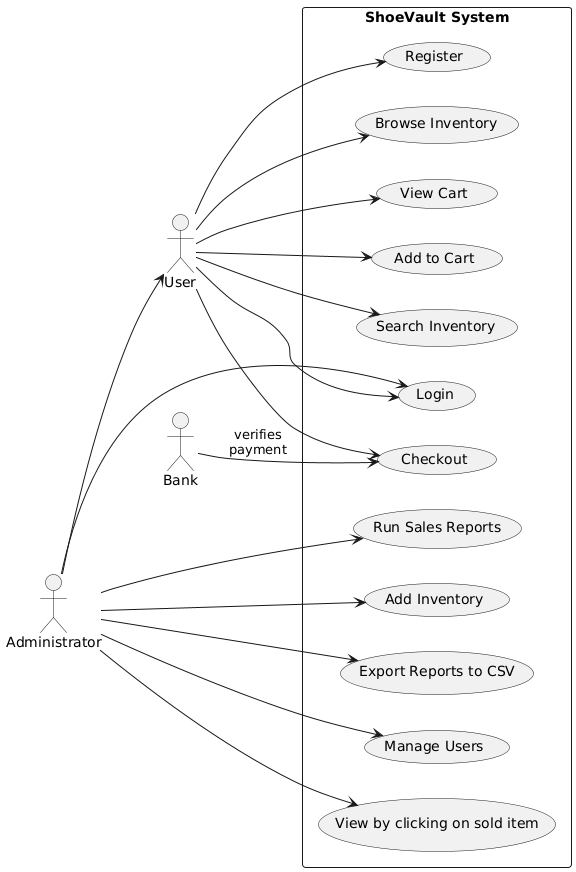 ShoeVault System
Register
Browse Inventory
View Cart
Add to Cart
User
Search Inventory
Login
verifies
payment
Checkout
Bank
Run Sales Reports
Add Inventory
Administrator
Export Reports to CSV
Manage Users
View by clicking on sold item